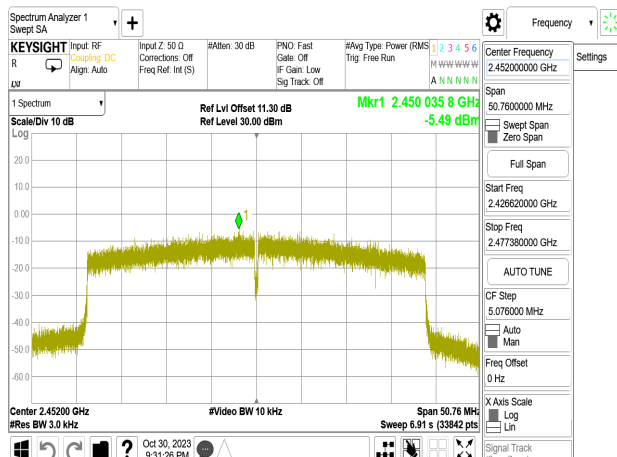 Spectrum Analyzer 1
Swept SA
Frequency
KEYSIGHT
R
Input: RF
Coupling: DC
Align: Auto
Input Z: 50 Ω
Corrections: Off
Freq Ref: Int (S)
#Atten: 30 dB
PNO: Fast
Gate: Off
IF Gain: Low
Sig Track: Off
#Avg Type: Power (RMS
Trig: Free Run
1 2 3 4 5 6
M W W W W W
A N N N N N
Settings
1 Spectrum
Scale/Div 10 dB
Ref Lvl Offset 11.30 dB
Ref Level 30.00 dBm
Mkr1 2.450 035 8 GHz
-5.49 dBm
Log
20.0
10.0
0.00
-10.0
-20.0
-30.0
-40.0
-50.0
-60.0
1
Center 2.45200 GHz
#Res BW 3.0 kHz
#Video BW 10 kHz
Span 50.76 MHz
Sweep 6.91 s (33842 pts)
Oct 30, 2023
9:31:26 PM
Center Frequency
2.452000000 GHz
Span
50.7600000 MHz
Swept Span
Zero Span
Full Span
Start Freq
2.426620000 GHz
Stop Freq
2.477380000 GHz
AUTO TUNE
CF Step
5.076000 MHz
Auto
Man
Freq Offset
0 Hz
X Axis Scale
Log
Lin
Signal Track